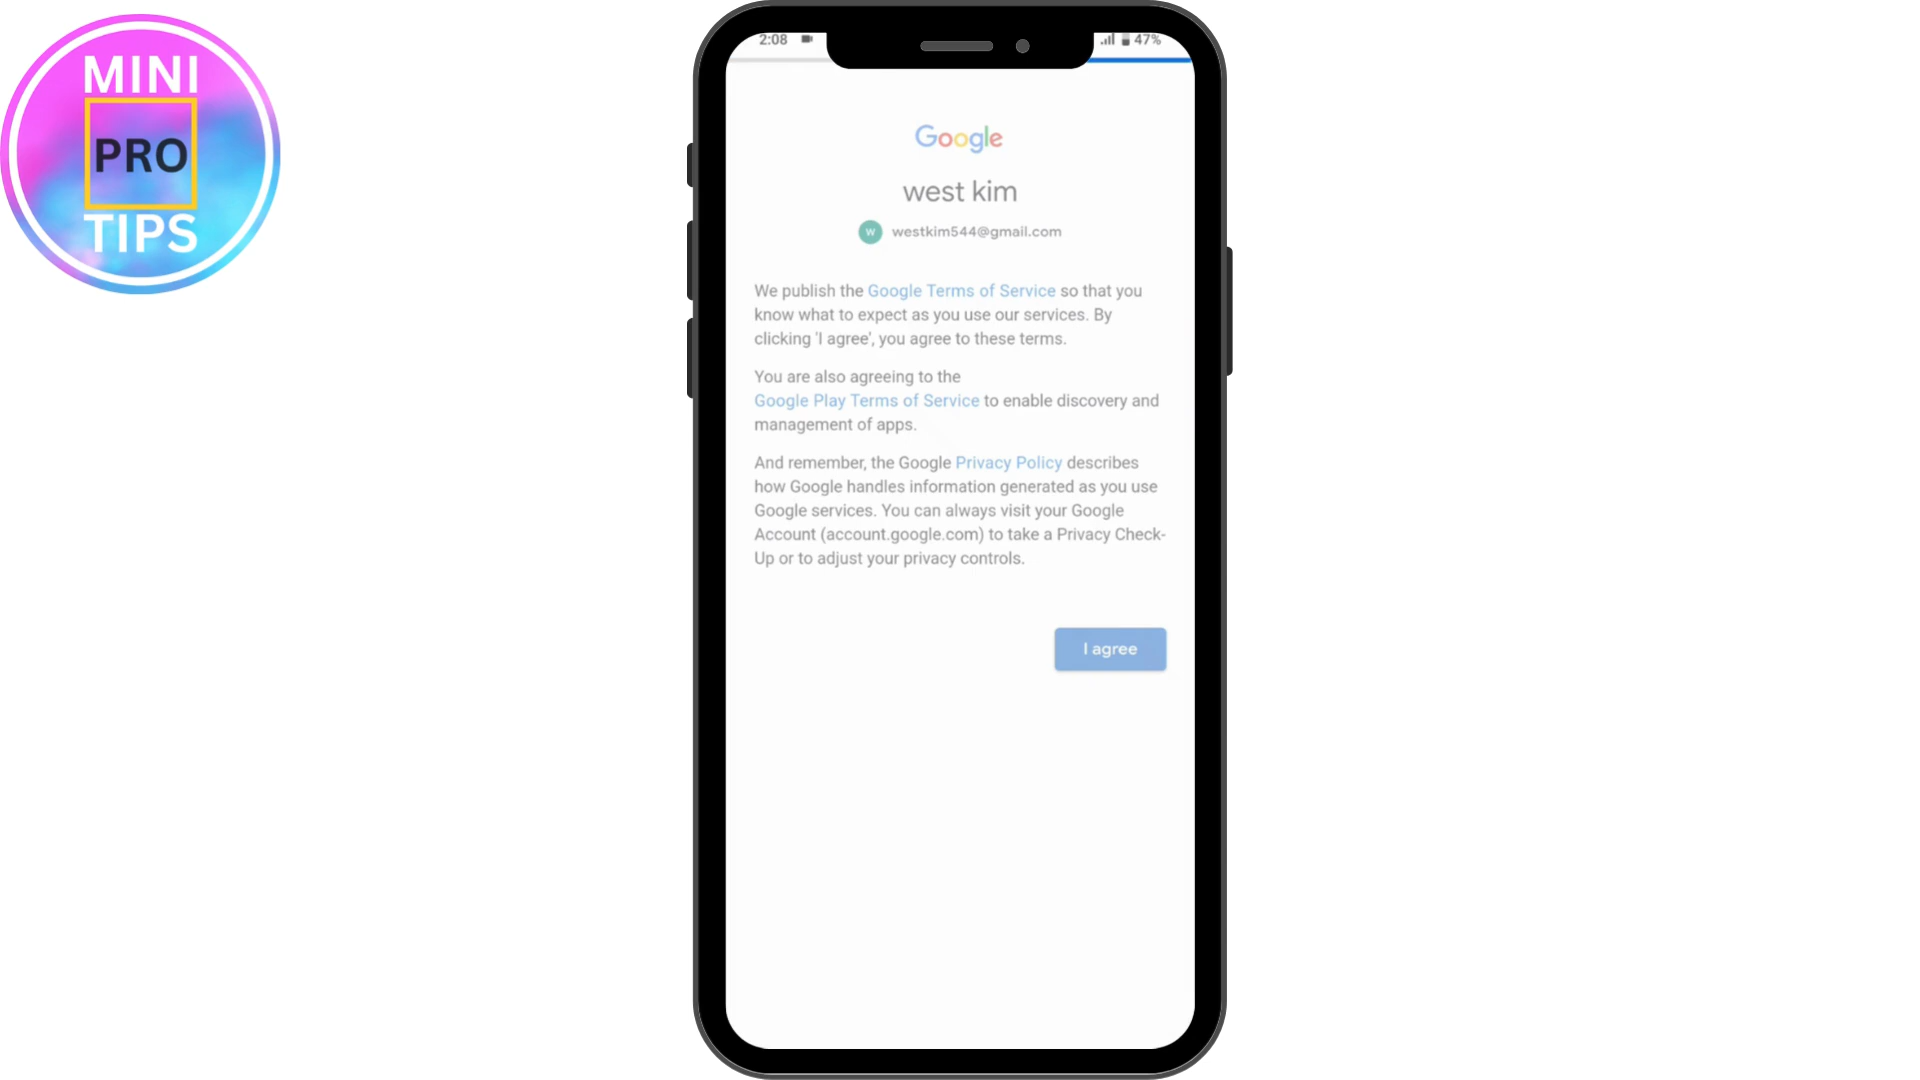 MINI
PRO
TIPS
2:08
47%
Google
west kim
W westkim544@gmail.com
We publish the Google Terms of Service so that you
know what to expect as you use our services. By
clicking 'I agree', you agree to these terms.
You are also agreeing to the
Google Play Terms of Service to enable discovery and
management of apps.
And remember, the Google Privacy Policy describes
how Google handles information generated as you use
Google services. You can always visit your Google
Account (account.google.com) to take a Privacy Check-
Up or to adjust your privacy controls.
I agree